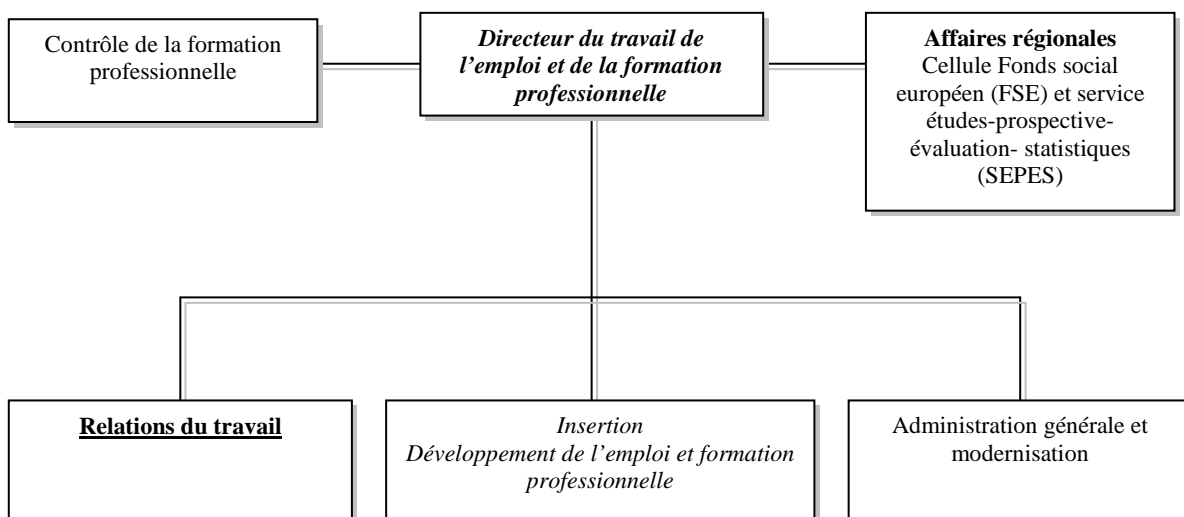 Contrôle de la formation
professionnelle
Directeur du travail de
l’emploi et de la formation
professionnelle
Affaires régionales
Cellule Fonds social
européen (FSE) et service
études-prospective-
évaluation- statistiques
(SEPES)
Relations du travail
Insertion
Développement de l’emploi et formation
professionnelle
Administration générale et
modernisation